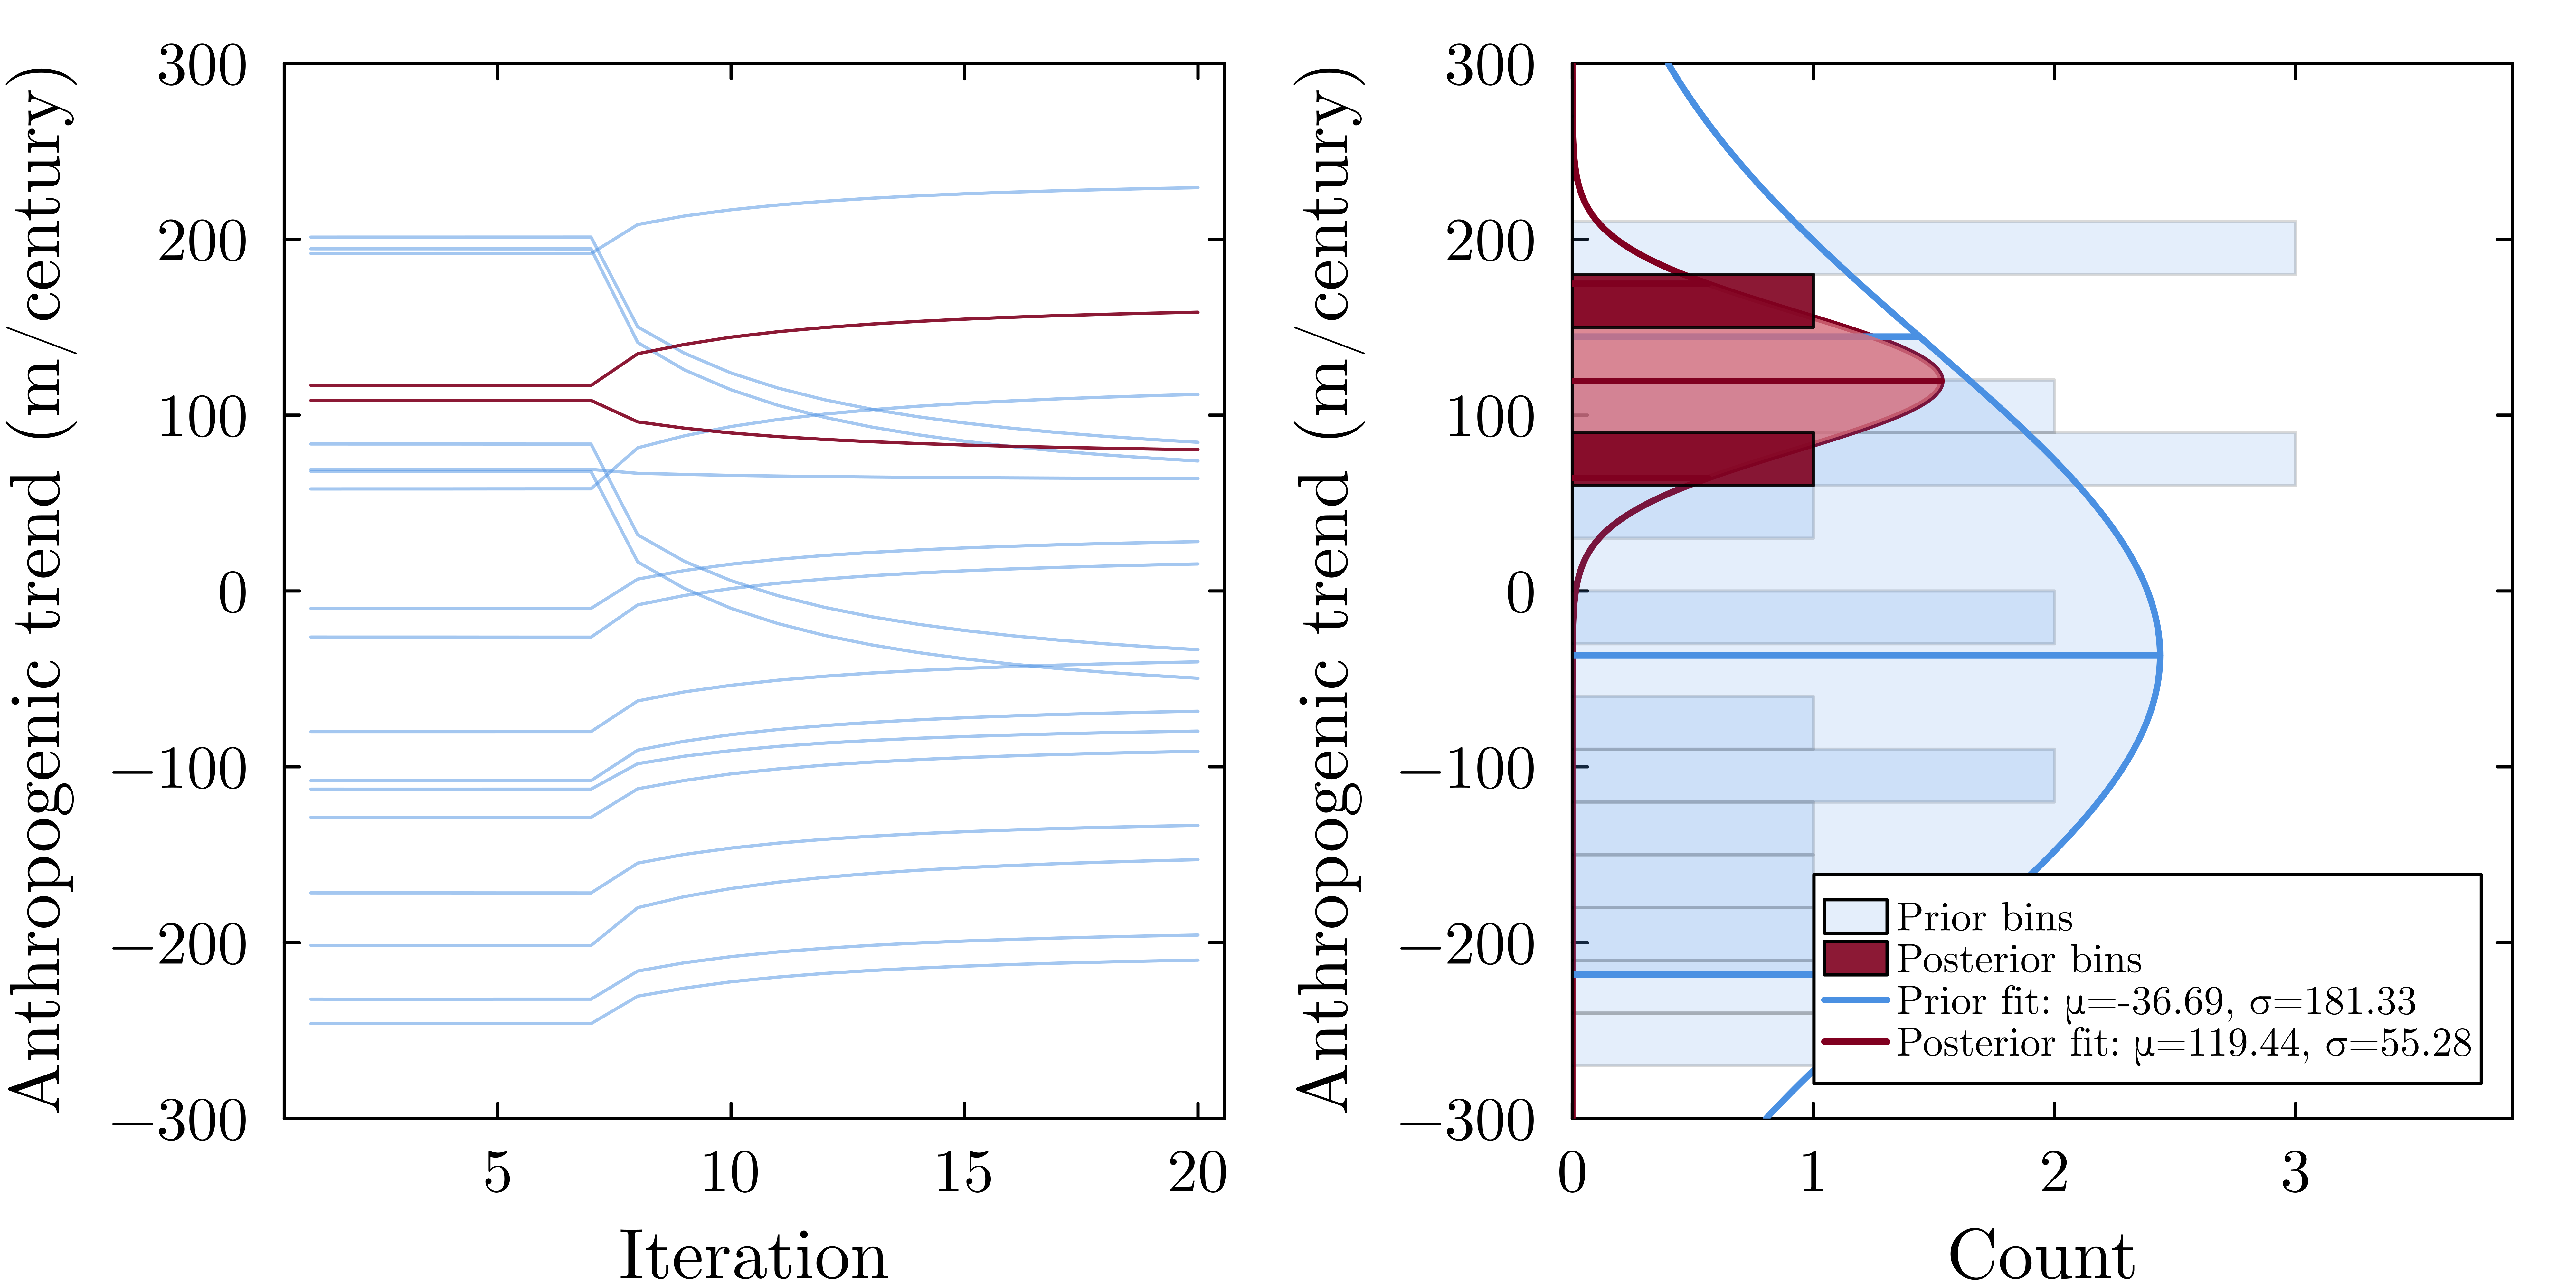 Anthropogenic trend (m/century)
300
200
100
0
−100
−200
−300
5 10 15 20
Iteration
Anthropogenic trend (m/century)
300
200
100
0
−100
−200
−300
0 1 2 3
Count
Prior bins
Posterior bins
Prior fit: μ=-36.69, σ=181.33
Posterior fit: μ=119.44, σ=55.28